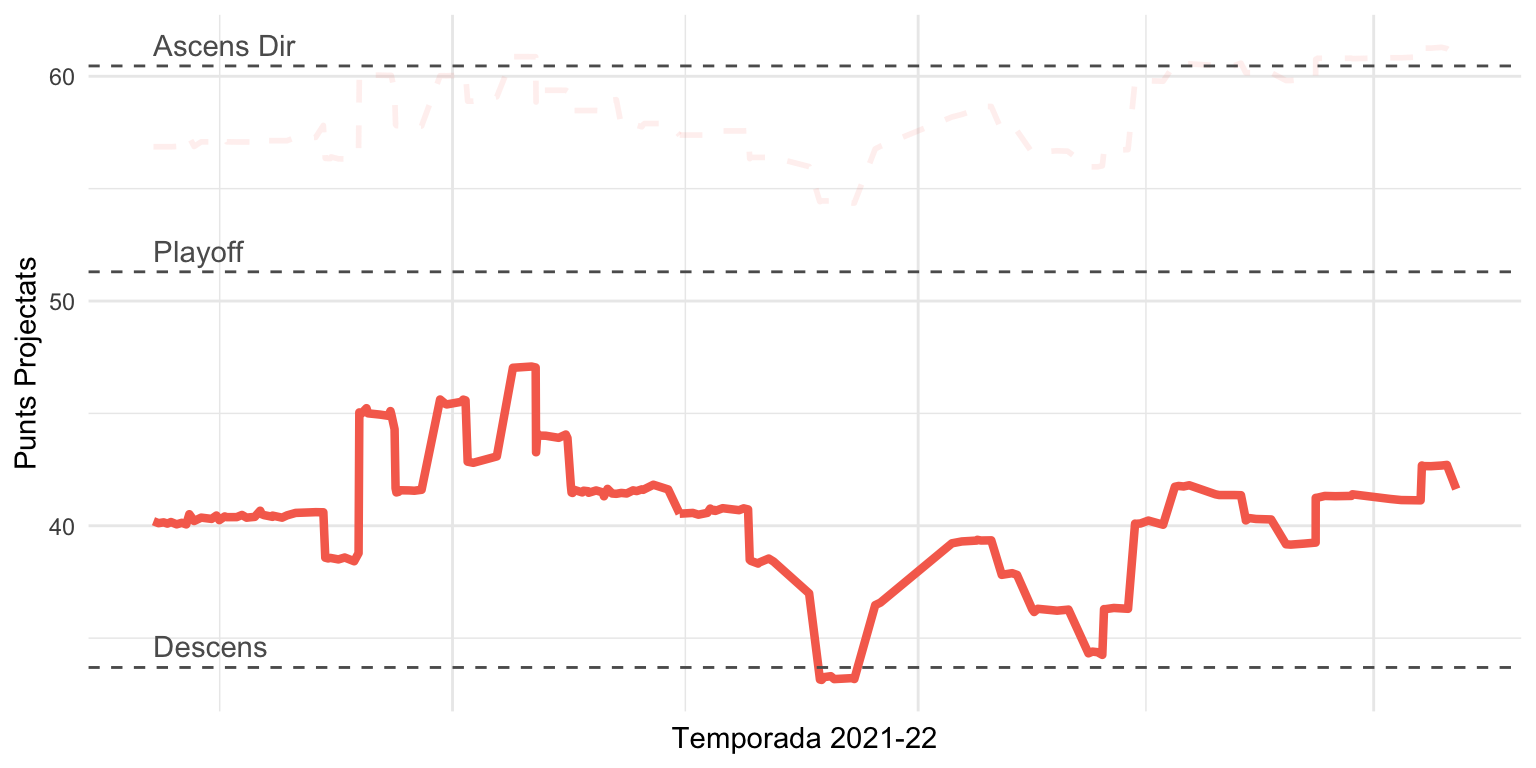 Ascens Dir
60
Playoff
50
40
Descens
Punts Projectats
Temporada 2021-22